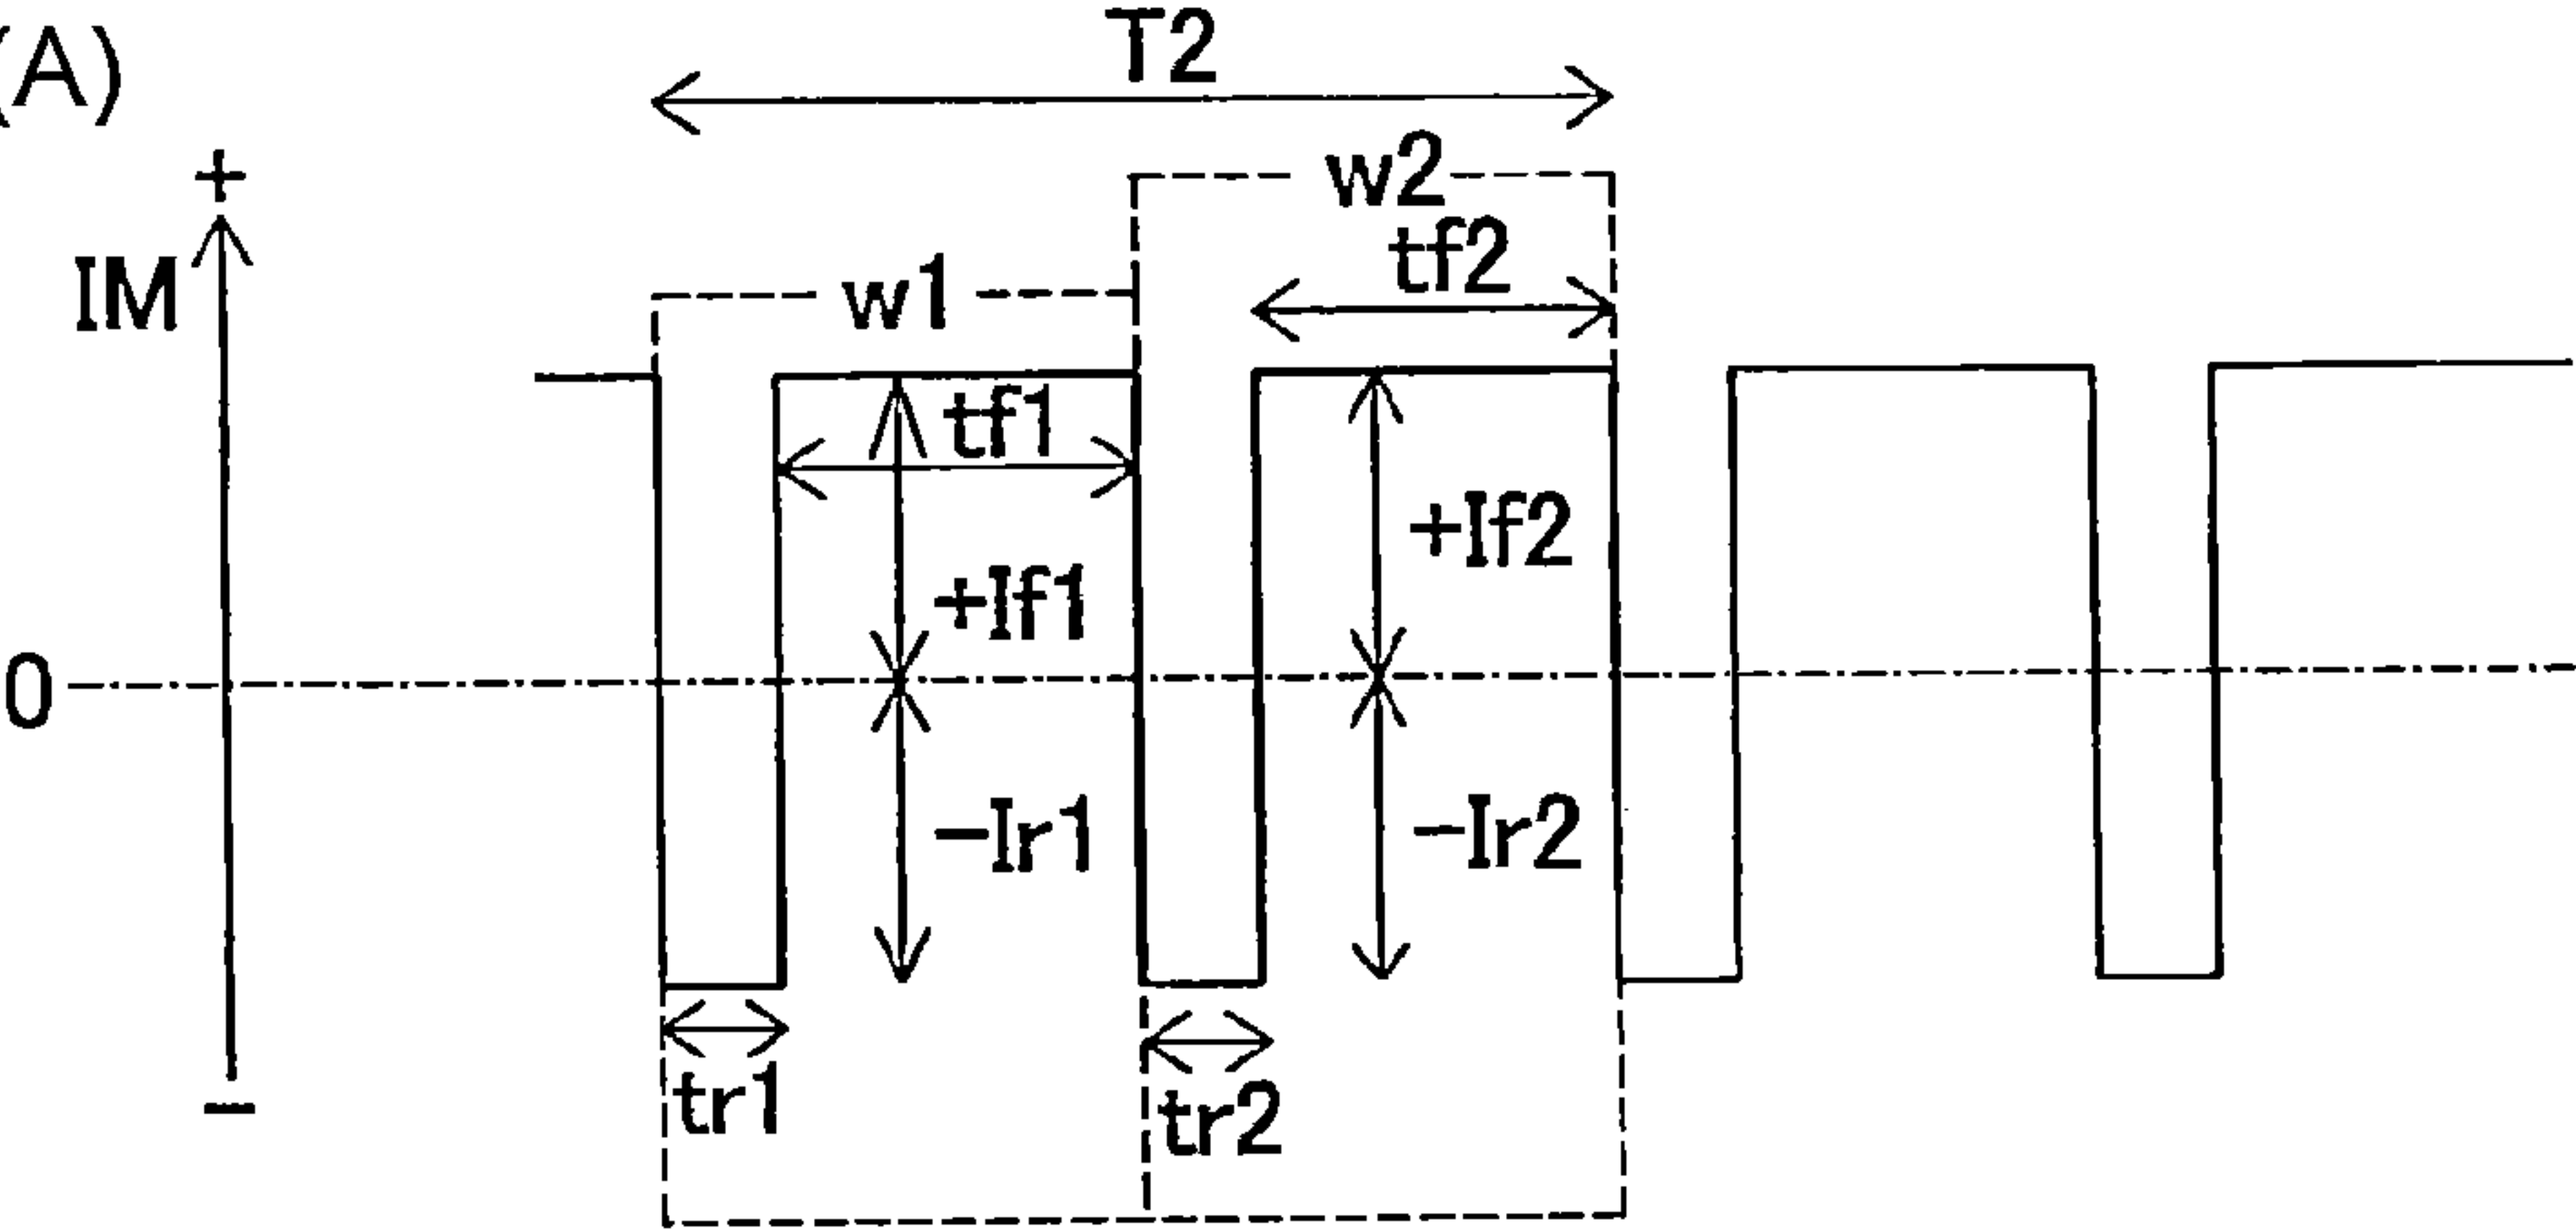 (A)
T2
+
w2
IM
tf2
w1
tf1
+If2
+If1
0
-Ir1
-Ir2
tr1
tr2
-